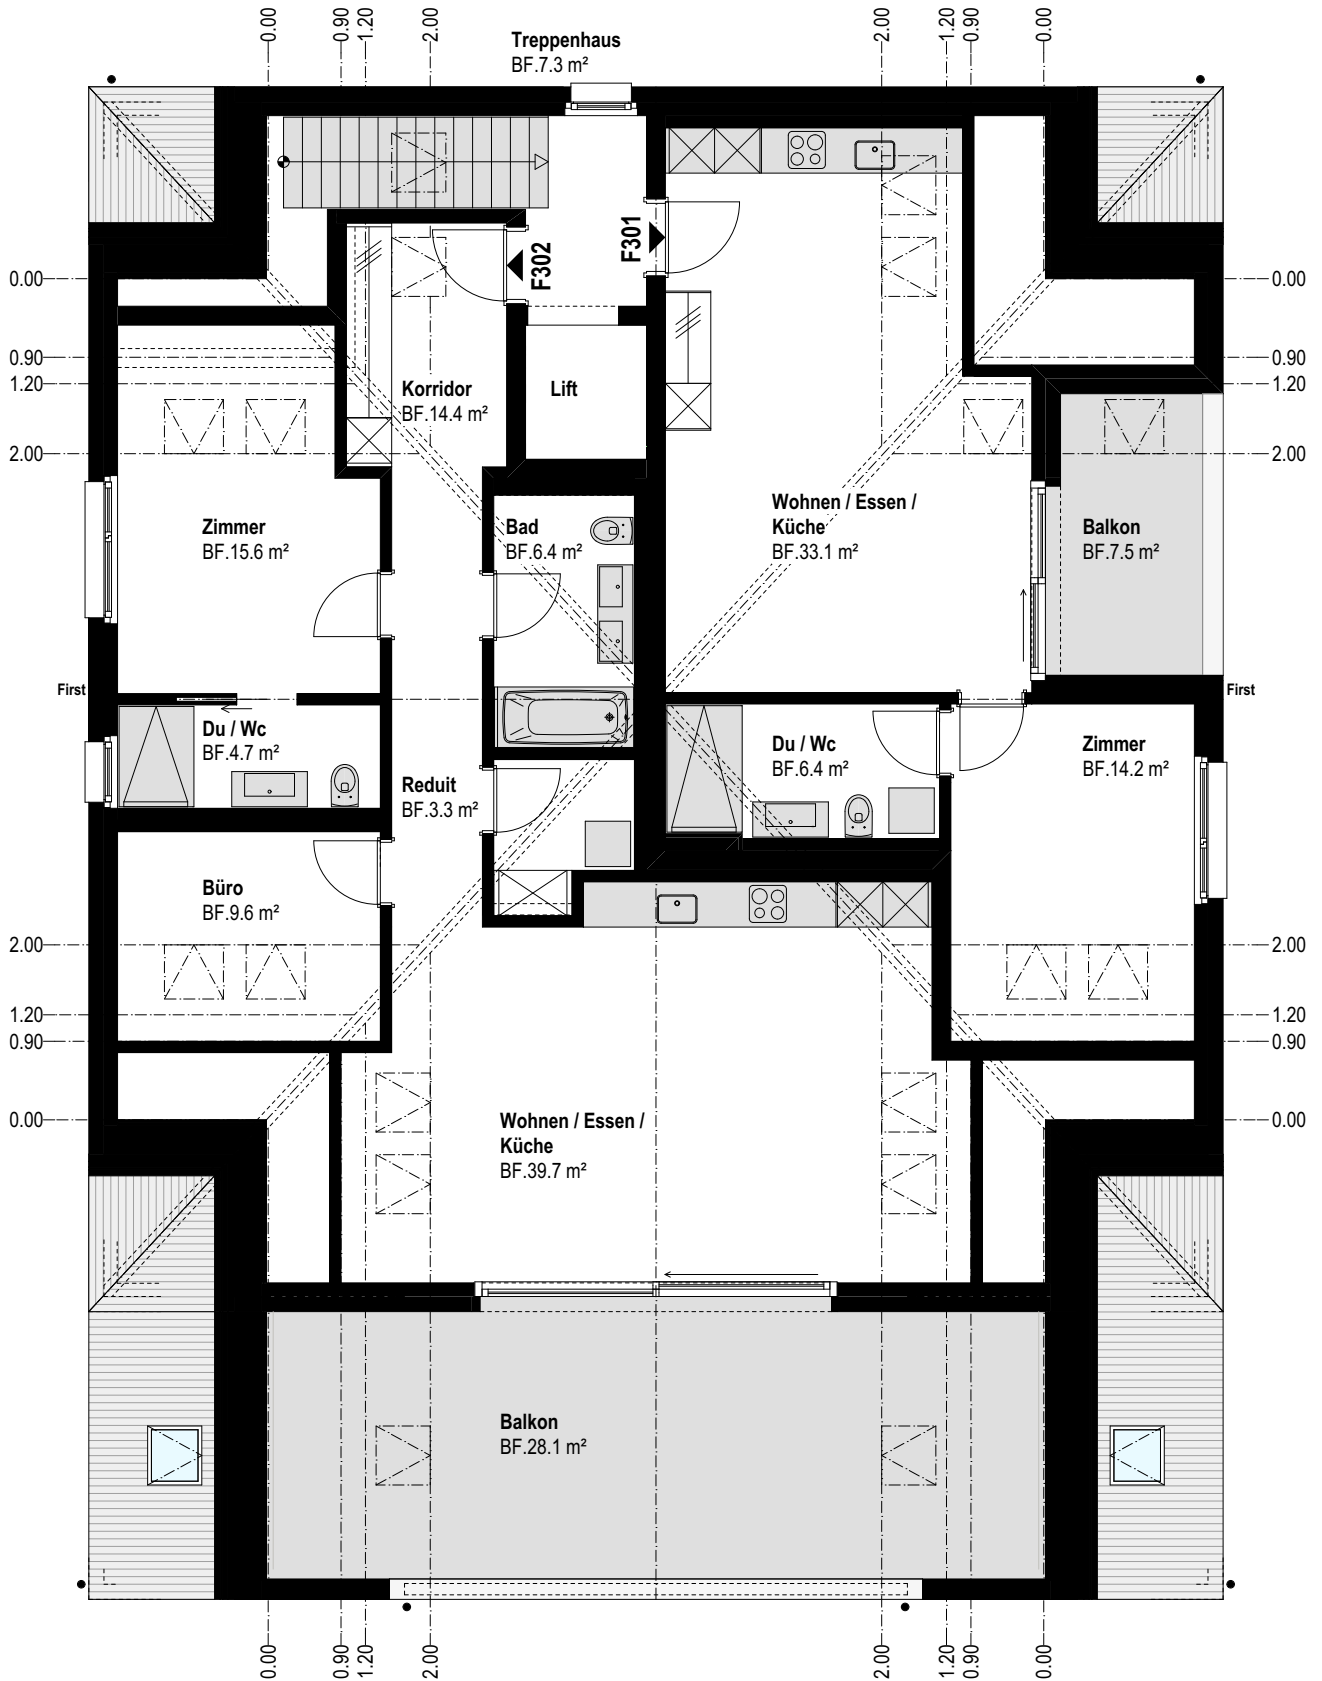 0.00
0.90
1.20
2.00
2.00
1.20
0.90
0.00
Treppenhaus
BF.7.3 m²
F302
F301
0.00
0.90
1.20
2.00
0.00
0.90
1.20
2.00
Korridor
BF.14.4 m²
Lift
Zimmer
BF.15.6 m²
Bad
BF.6.4 m²
Wohnen / Essen /
Küche
BF.33.1 m²
Balkon
BF.7.5 m²
First
First
Du / Wc
BF.4.7 m²
Reduit
BF.3.3 m²
Du / Wc
BF.6.4 m²
Zimmer
BF.14.2 m²
Büro
BF.9.6 m²
2.00
1.20
0.90
0.00
2.00
1.20
0.90
0.00
Wohnen / Essen /
Küche
BF.39.7 m²
Balkon
BF.28.1 m²
0.00
0.90
1.20
2.00
2.00
1.20
0.90
0.00